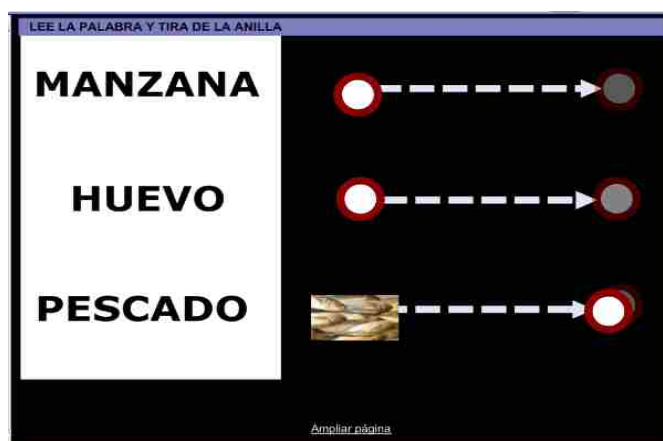 LEE LA PALABRA Y TIRA DE LA ANILLA
MANZANA
HUEVO
PESCADO
Ampliar página